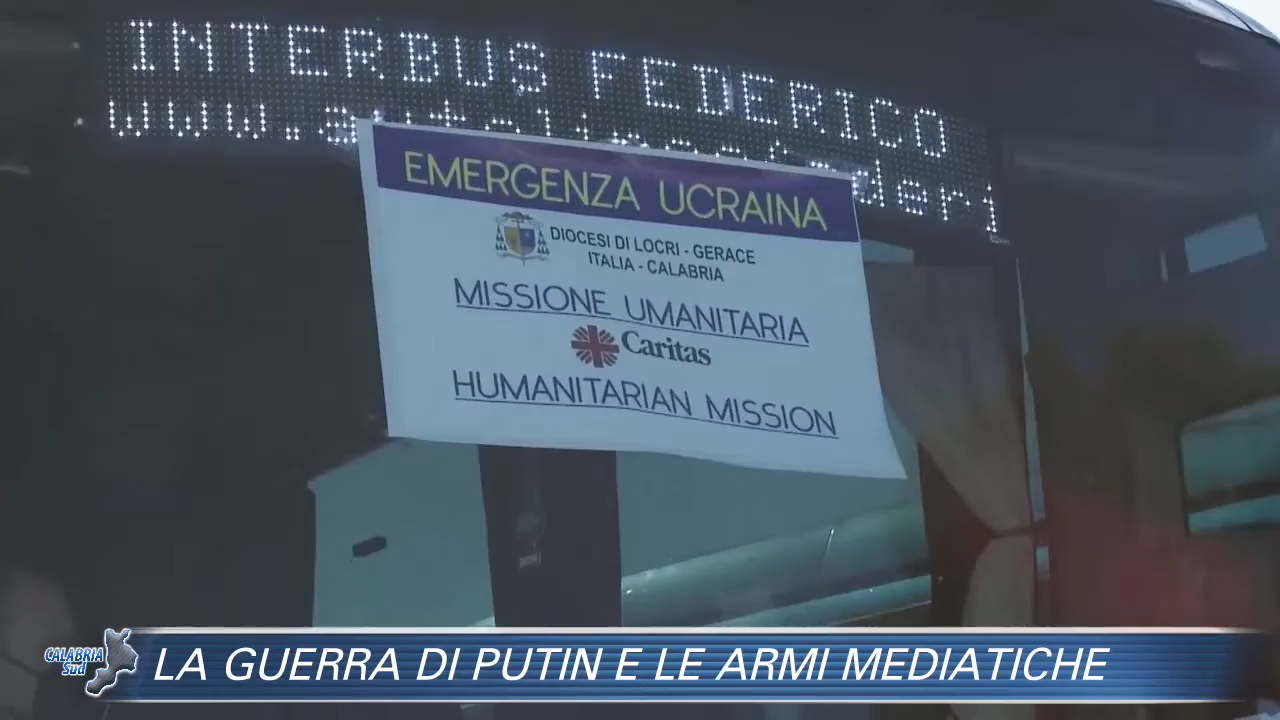 INTERBUS FEDERICO
EMERGENZA UCRAINA
DIOCESI DI LOCRI - GERACE
ITALIA - CALABRIA
MISSIONE UMANITARIA
Caritas
HUMANITARIAN MISSION
CALABRIA
Sud
LA GUERRA DI PUTIN E LE ARMI MEDIATICHE